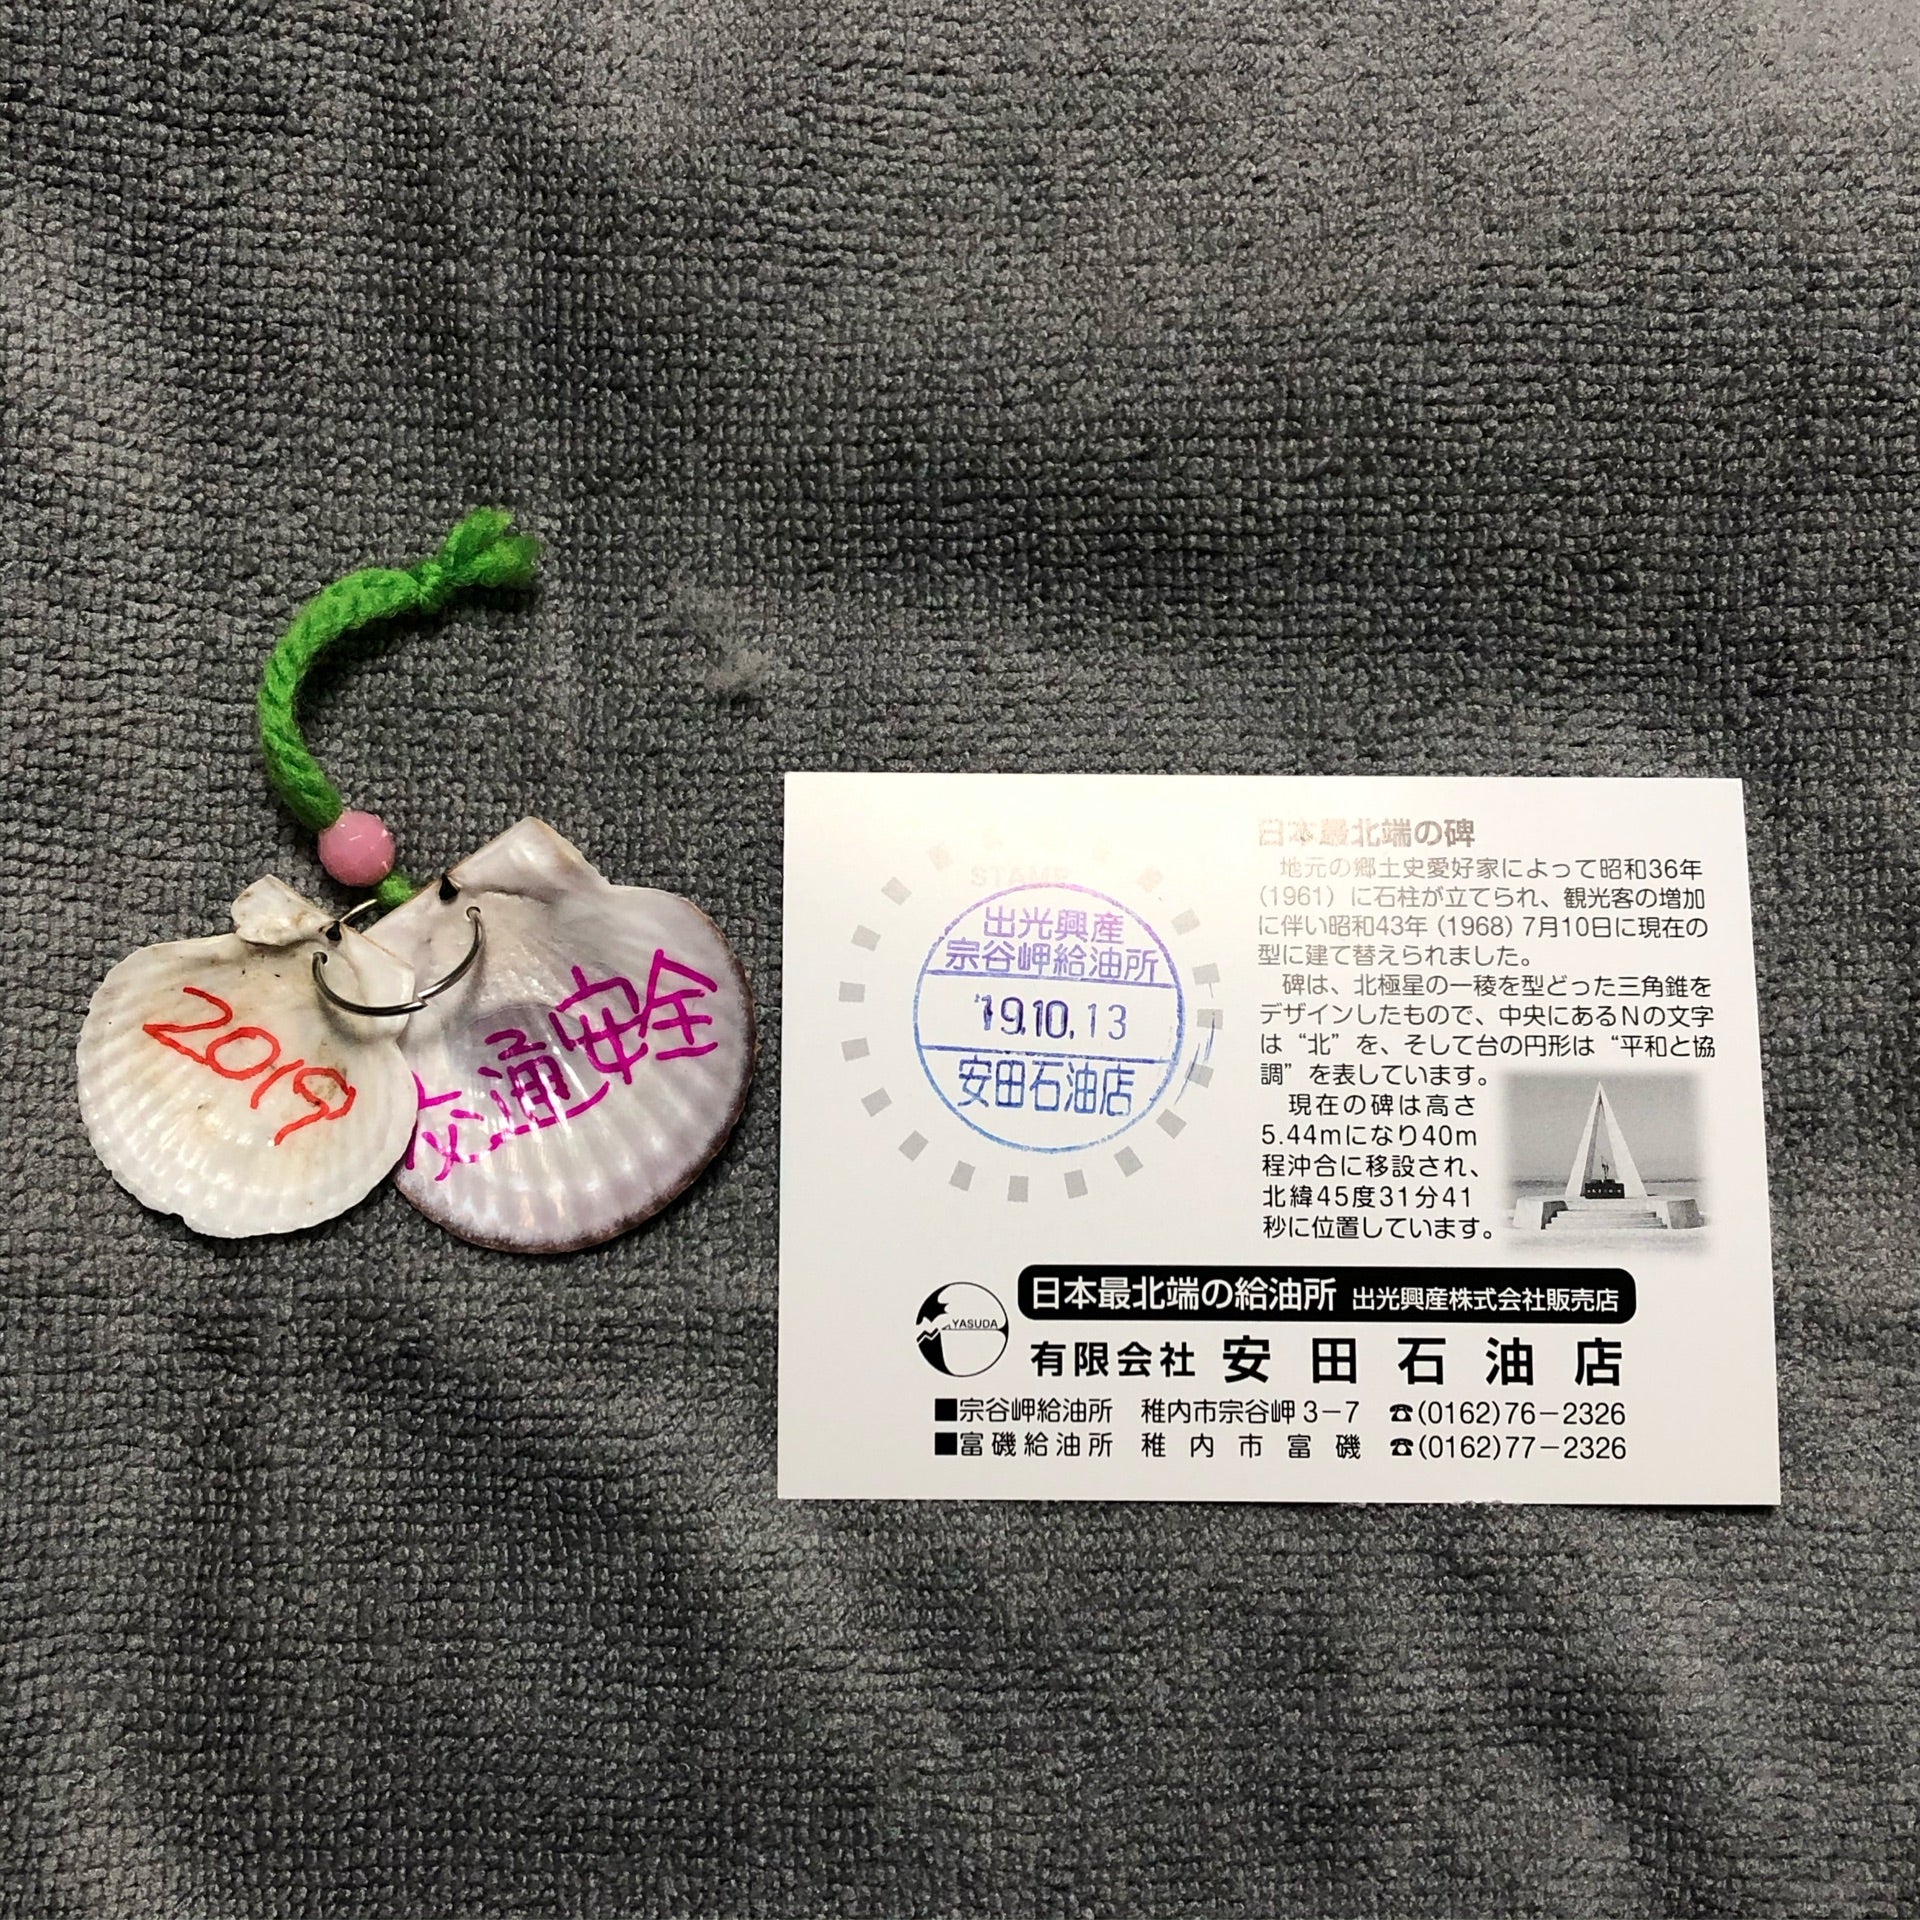 2019
交通安全
STAMP
出光興産
宗谷岬給油所
'19.10.13
安田石油店
日本最北端の碑
地元の郷土史愛好家によって昭和36年
(1961)に石柱が立てられ、観光客の増加
に伴い昭和43年(1968)7月10日に現在の
型に建て替えられました。
碑は、北極星の一稜を型どった三角錐を
デザインしたもので、中央にあるNの文字
は“北”を、そして台の円形は“平和と協
調”を表しています。
現在の碑は高さ
5.44mになり40m
程沖合に移設され、
北緯45度31分41
秒に位置しています。
YASUDA
日本最北端の給油所 出光興産株式会社販売店
有限会社 安田石油店
■宗谷岬給油所 稚内市宗谷岬3−7 ☎(0162)76−2326
■富磯給油所 稚内市富磯 ☎(0162)77−2326